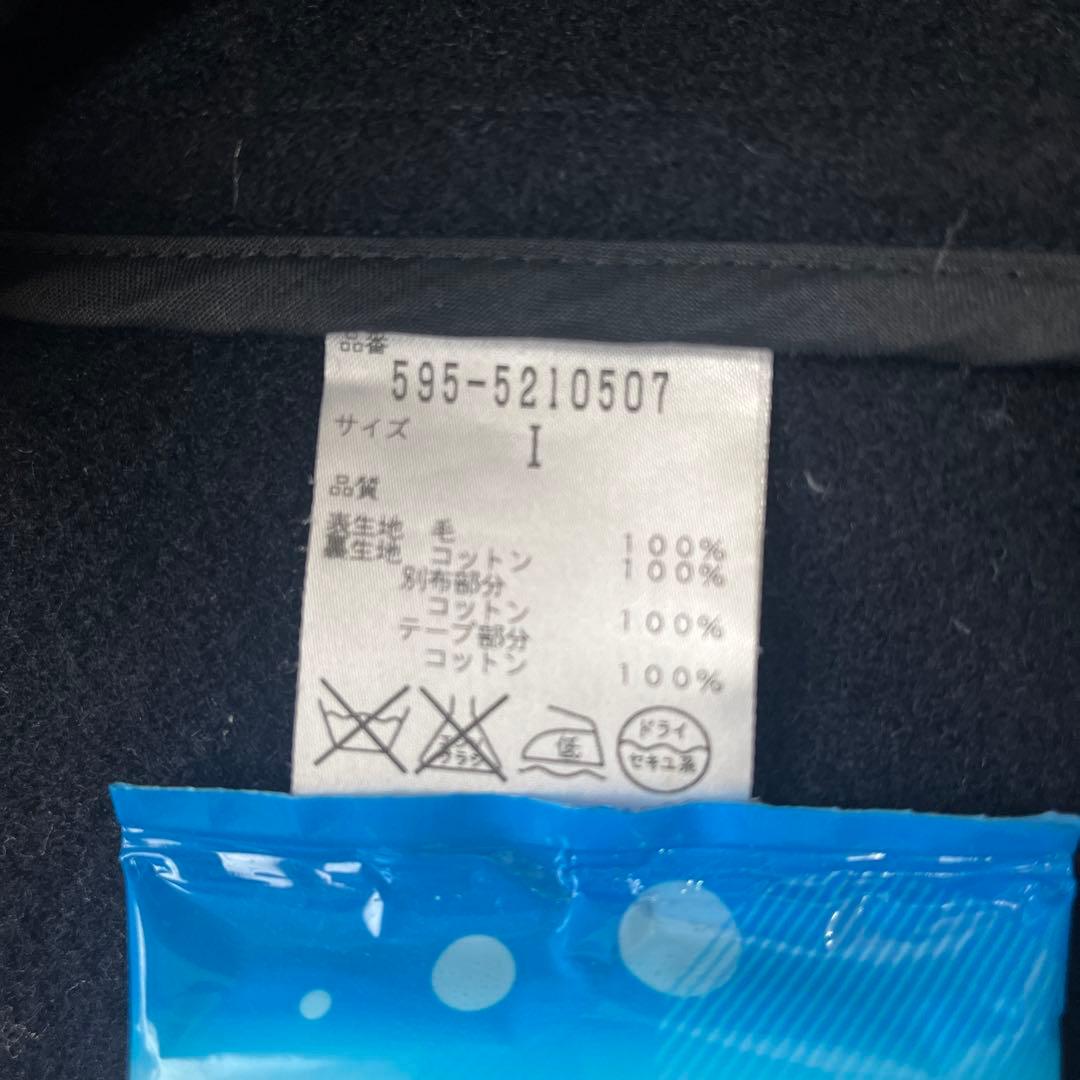 品番
595-5210507
サイズ I
品質
表生地 毛 100%
裏生地 コットン 100%
別布部分
コットン 100%
テープ部分
コットン 100%
低
ドライ
セキユ系